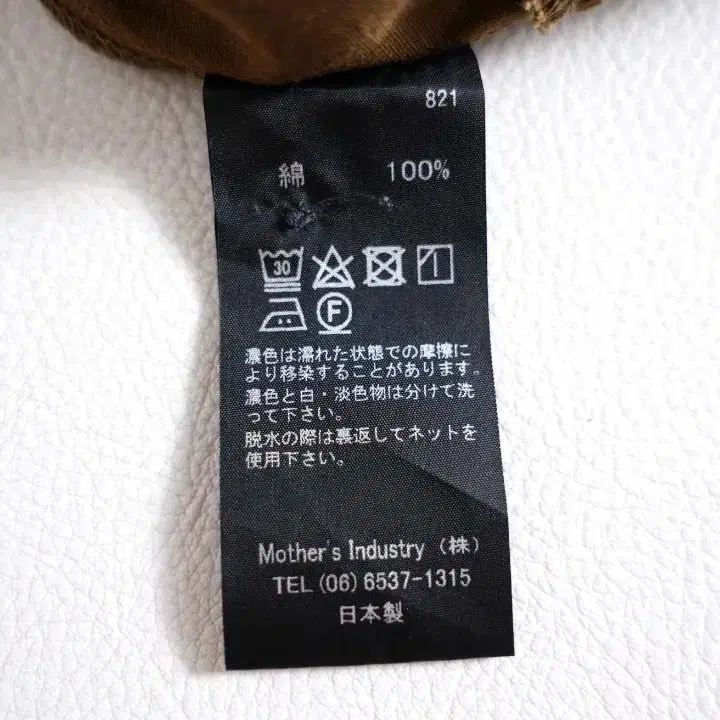 821
綿 100%
30
F
濃色は濡れた状態での摩擦に
より移染することがあります。
濃色と白・淡色物は分けて洗
って下さい。
脱水の際は裏返してネットを
使用下さい。
Mother's Industry (株)
TEL (06) 6537-1315
日本製